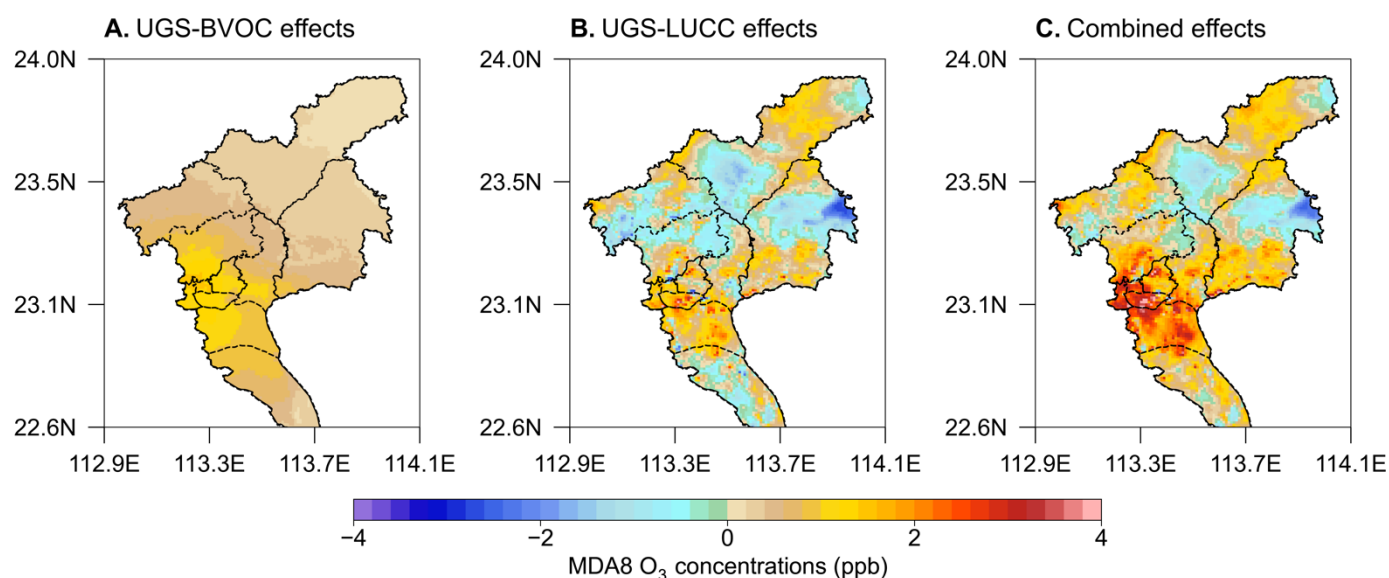 A. UGS-BVOC effects
B. UGS-LUCC effects
C. Combined effects
24.0N
23.5N
23.1N
22.6N
112.9E 113.3E 113.7E 114.1E
24.0N
23.5N
23.1N
22.6N
112.9E 113.3E 113.7E 114.1E
24.0N
23.5N
23.1N
22.6N
112.9E 113.3E 113.7E 114.1E
−4 −2 0 2 4
MDA8 O₃ concentrations (ppb)